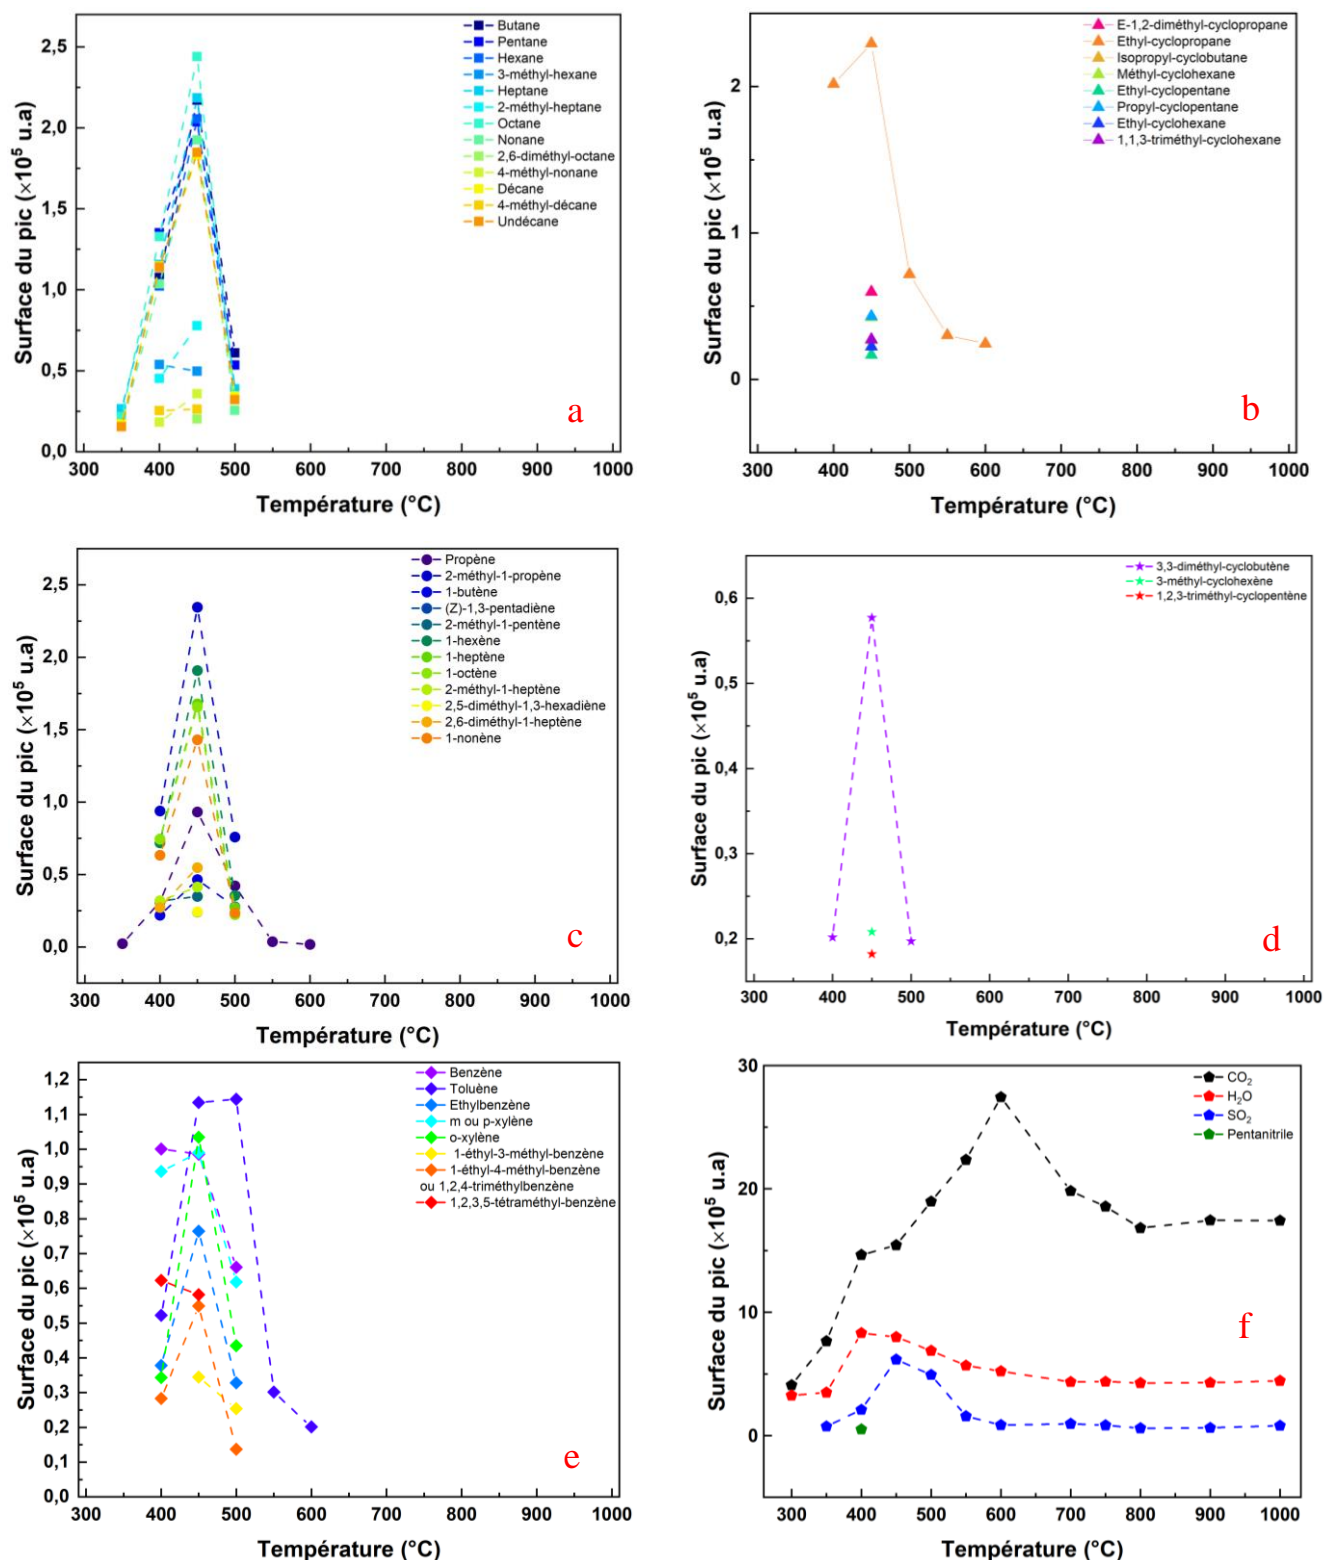 Surface du pic (×10⁵ u.a)
2,5
2,0
1,5
1,0
0,5
0,0
300 400 500 600 700 800 900 1000
Température (°C)
Butane
Pentane
Hexane
3-méthyl-hexane
Heptane
2-méthyl-heptane
Octane
Nonane
2,6-diméthyl-octane
4-méthyl-nonane
Décane
4-méthyl-décane
Undécane
a
Surface du pic (×10⁵ u.a)
2
1
0
300 400 500 600 700 800 900 1000
Température (°C)
E-1,2-diméthyl-cyclopropane
Ethyl-cyclopropane
Isopropyl-cyclobutane
Méthyl-cyclohexane
Ethyl-cyclopentane
Propyl-cyclopentane
Ethyl-cyclohexane
1,1,3-triméthyl-cyclohexane
b
Surface du pic (×10⁵ u.a)
2,5
2,0
1,5
1,0
0,5
0,0
300 400 500 600 700 800 900 1000
Température (°C)
Propène
2-méthyl-1-propène
1-butène
(Z)-1,3-pentadiène
2-méthyl-1-pentène
1-hexène
1-heptène
1-octène
2-méthyl-1-heptène
2,5-diméthyl-1,3-hexadiène
2,6-diméthyl-1-heptène
1-nonène
c
Surface du pic (×10⁵ u.a)
0,6
0,5
0,4
0,3
0,2
300 400 500 600 700 800 900 1000
Température (°C)
3,3-diméthyl-cyclobutène
3-méthyl-cyclohexène
1,2,3-triméthyl-cyclopentène
d
Surface du pic (×10⁵ u.a)
1,2
1,1
1,0
0,9
0,8
0,7
0,6
0,5
0,4
0,3
0,2
0,1
0,0
300 400 500 600 700 800 900 1000
Température (°C)
Benzène
Toluène
Ethylbenzène
m ou p-xylène
o-xylène
1-éthyl-3-méthyl-benzène
1-éthyl-4-méthyl-benzène
ou 1,2,4-triméthylbenzène
1,2,3,5-tétraméthyl-benzène
e
Surface du pic (×10⁵ u.a)
30
20
10
0
300 400 500 600 700 800 900 1000
Température (°C)
CO₂
H₂O
SO₂
Pentanitrile
f